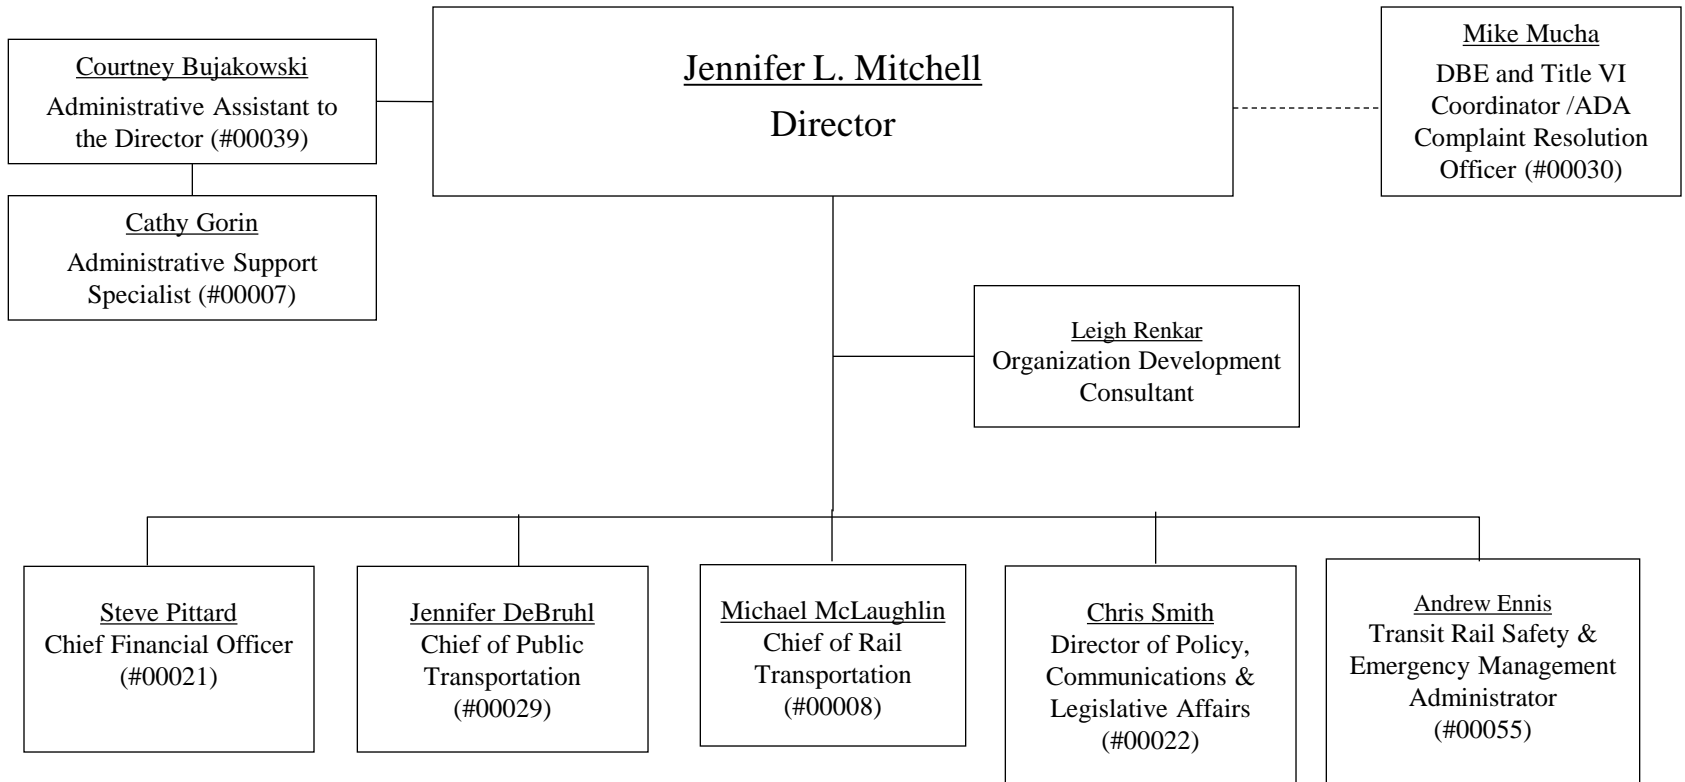 Courtney Bujakowski
Administrative Assistant to
the Director (#00039)
Cathy Gorin
Administrative Support
Specialist (#00007)
Jennifer L. Mitchell
Director
Mike Mucha
DBE and Title VI
Coordinator /ADA
Complaint Resolution
Officer (#00030)
Leigh Renkar
Organization Development
Consultant
Steve Pittard
Chief Financial Officer
(#00021)
Jennifer DeBruhl
Chief of Public
Transportation
(#00029)
Michael McLaughlin
Chief of Rail
Transportation
(#00008)
Chris Smith
Director of Policy,
Communications &
Legislative Affairs
(#00022)
Andrew Ennis
Transit Rail Safety &
Emergency Management
Administrator
(#00055)